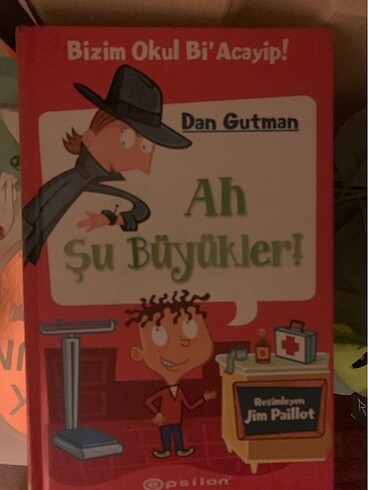 Bizim Okul Bi' Acayip!
Dan Gutman
Ah
Şu Büyükler!
Resimleyen
Jim Paillot
epsilon